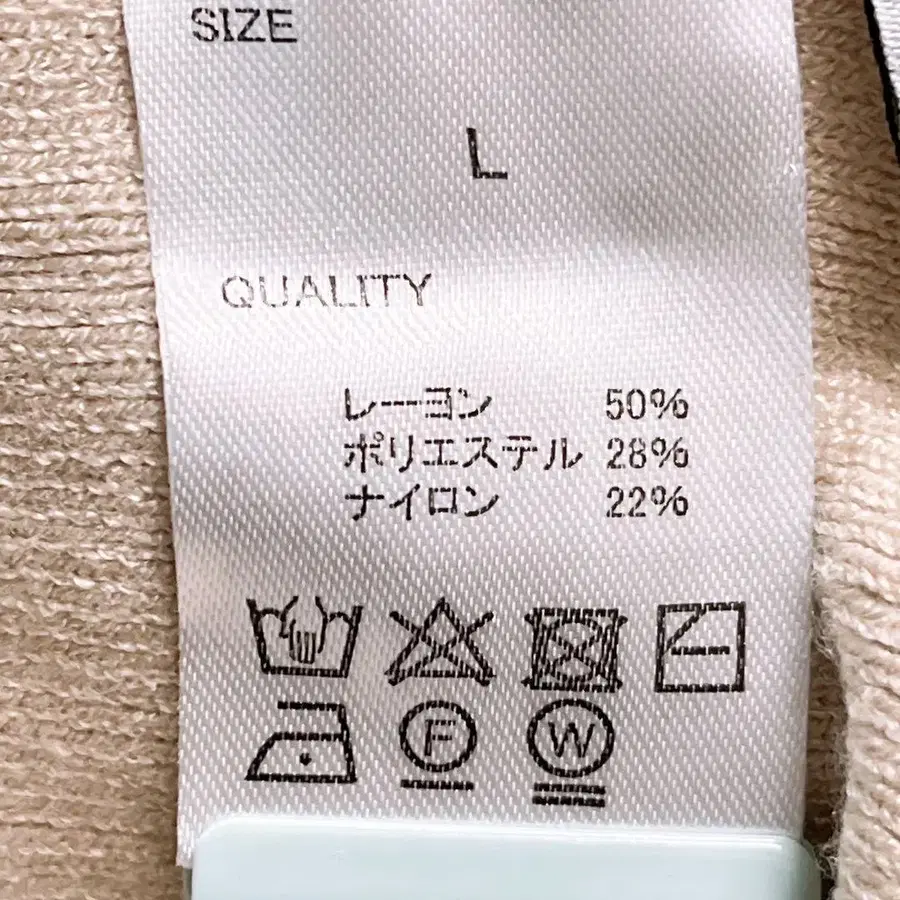 SIZE
L
QUALITY
レーヨン 50%
ポリエステル 28%
ナイロン 22%
F
W